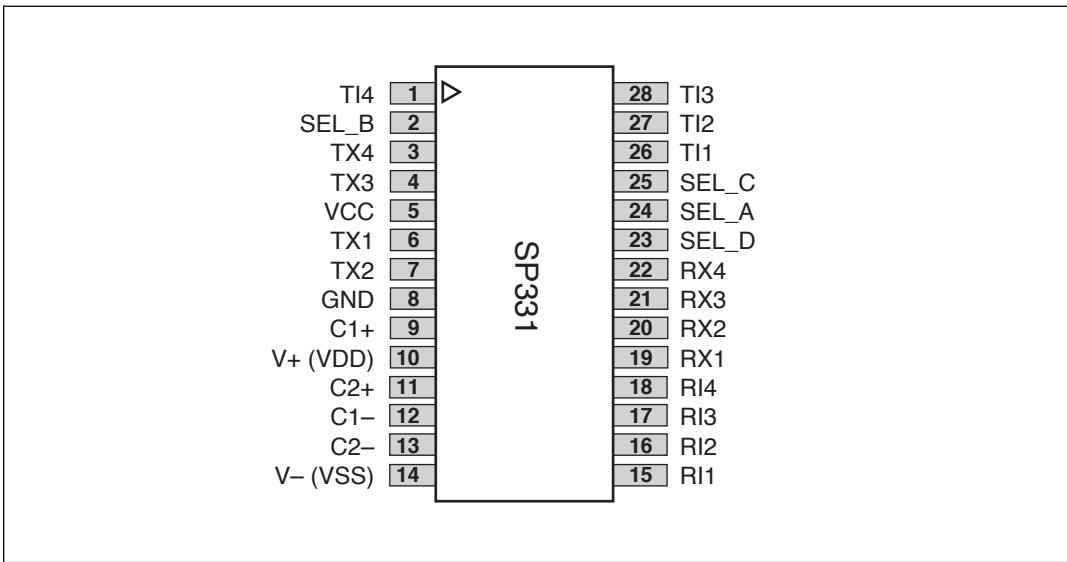 TI4 1 28 TI3
SEL_B 2 27 TI2
TX4 3 26 TI1
TX3 4 25 SEL_C
VCC 5 24 SEL_A
TX1 6 23 SEL_D
TX2 7 22 RX4
GND 8 21 RX3
C1+ 9 20 RX2
V+ (VDD) 10 19 RX1
C2+ 11 18 RI4
C1– 12 17 RI3
C2– 13 16 RI2
V– (VSS) 14 15 RI1
SP331